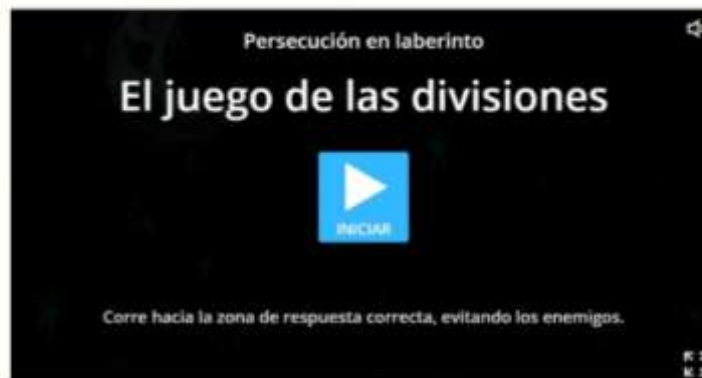 Persecución en laberinto
El juego de las divisiones
INICIAR
Corre hacia la zona de respuesta correcta, evitando los enemigos.